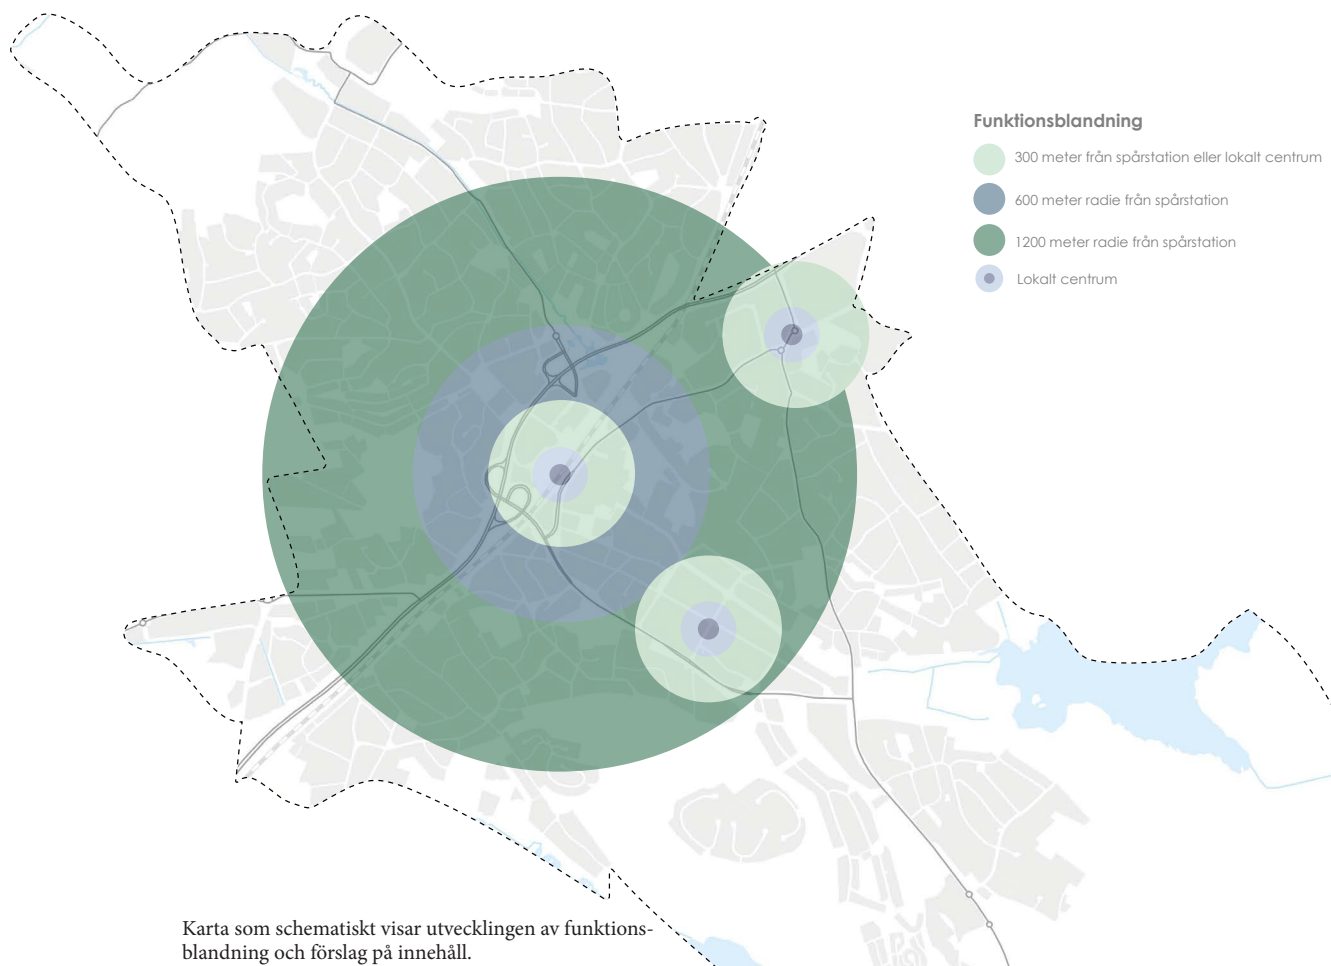 Funktionsblandning
300 meter från spårstation eller lokalt centrum
600 meter radie från spårstation
1200 meter radie från spårstation
Lokalt centrum
Karta som schematiskt visar utvecklingen av funktions-
blandning och förslag på innehåll.